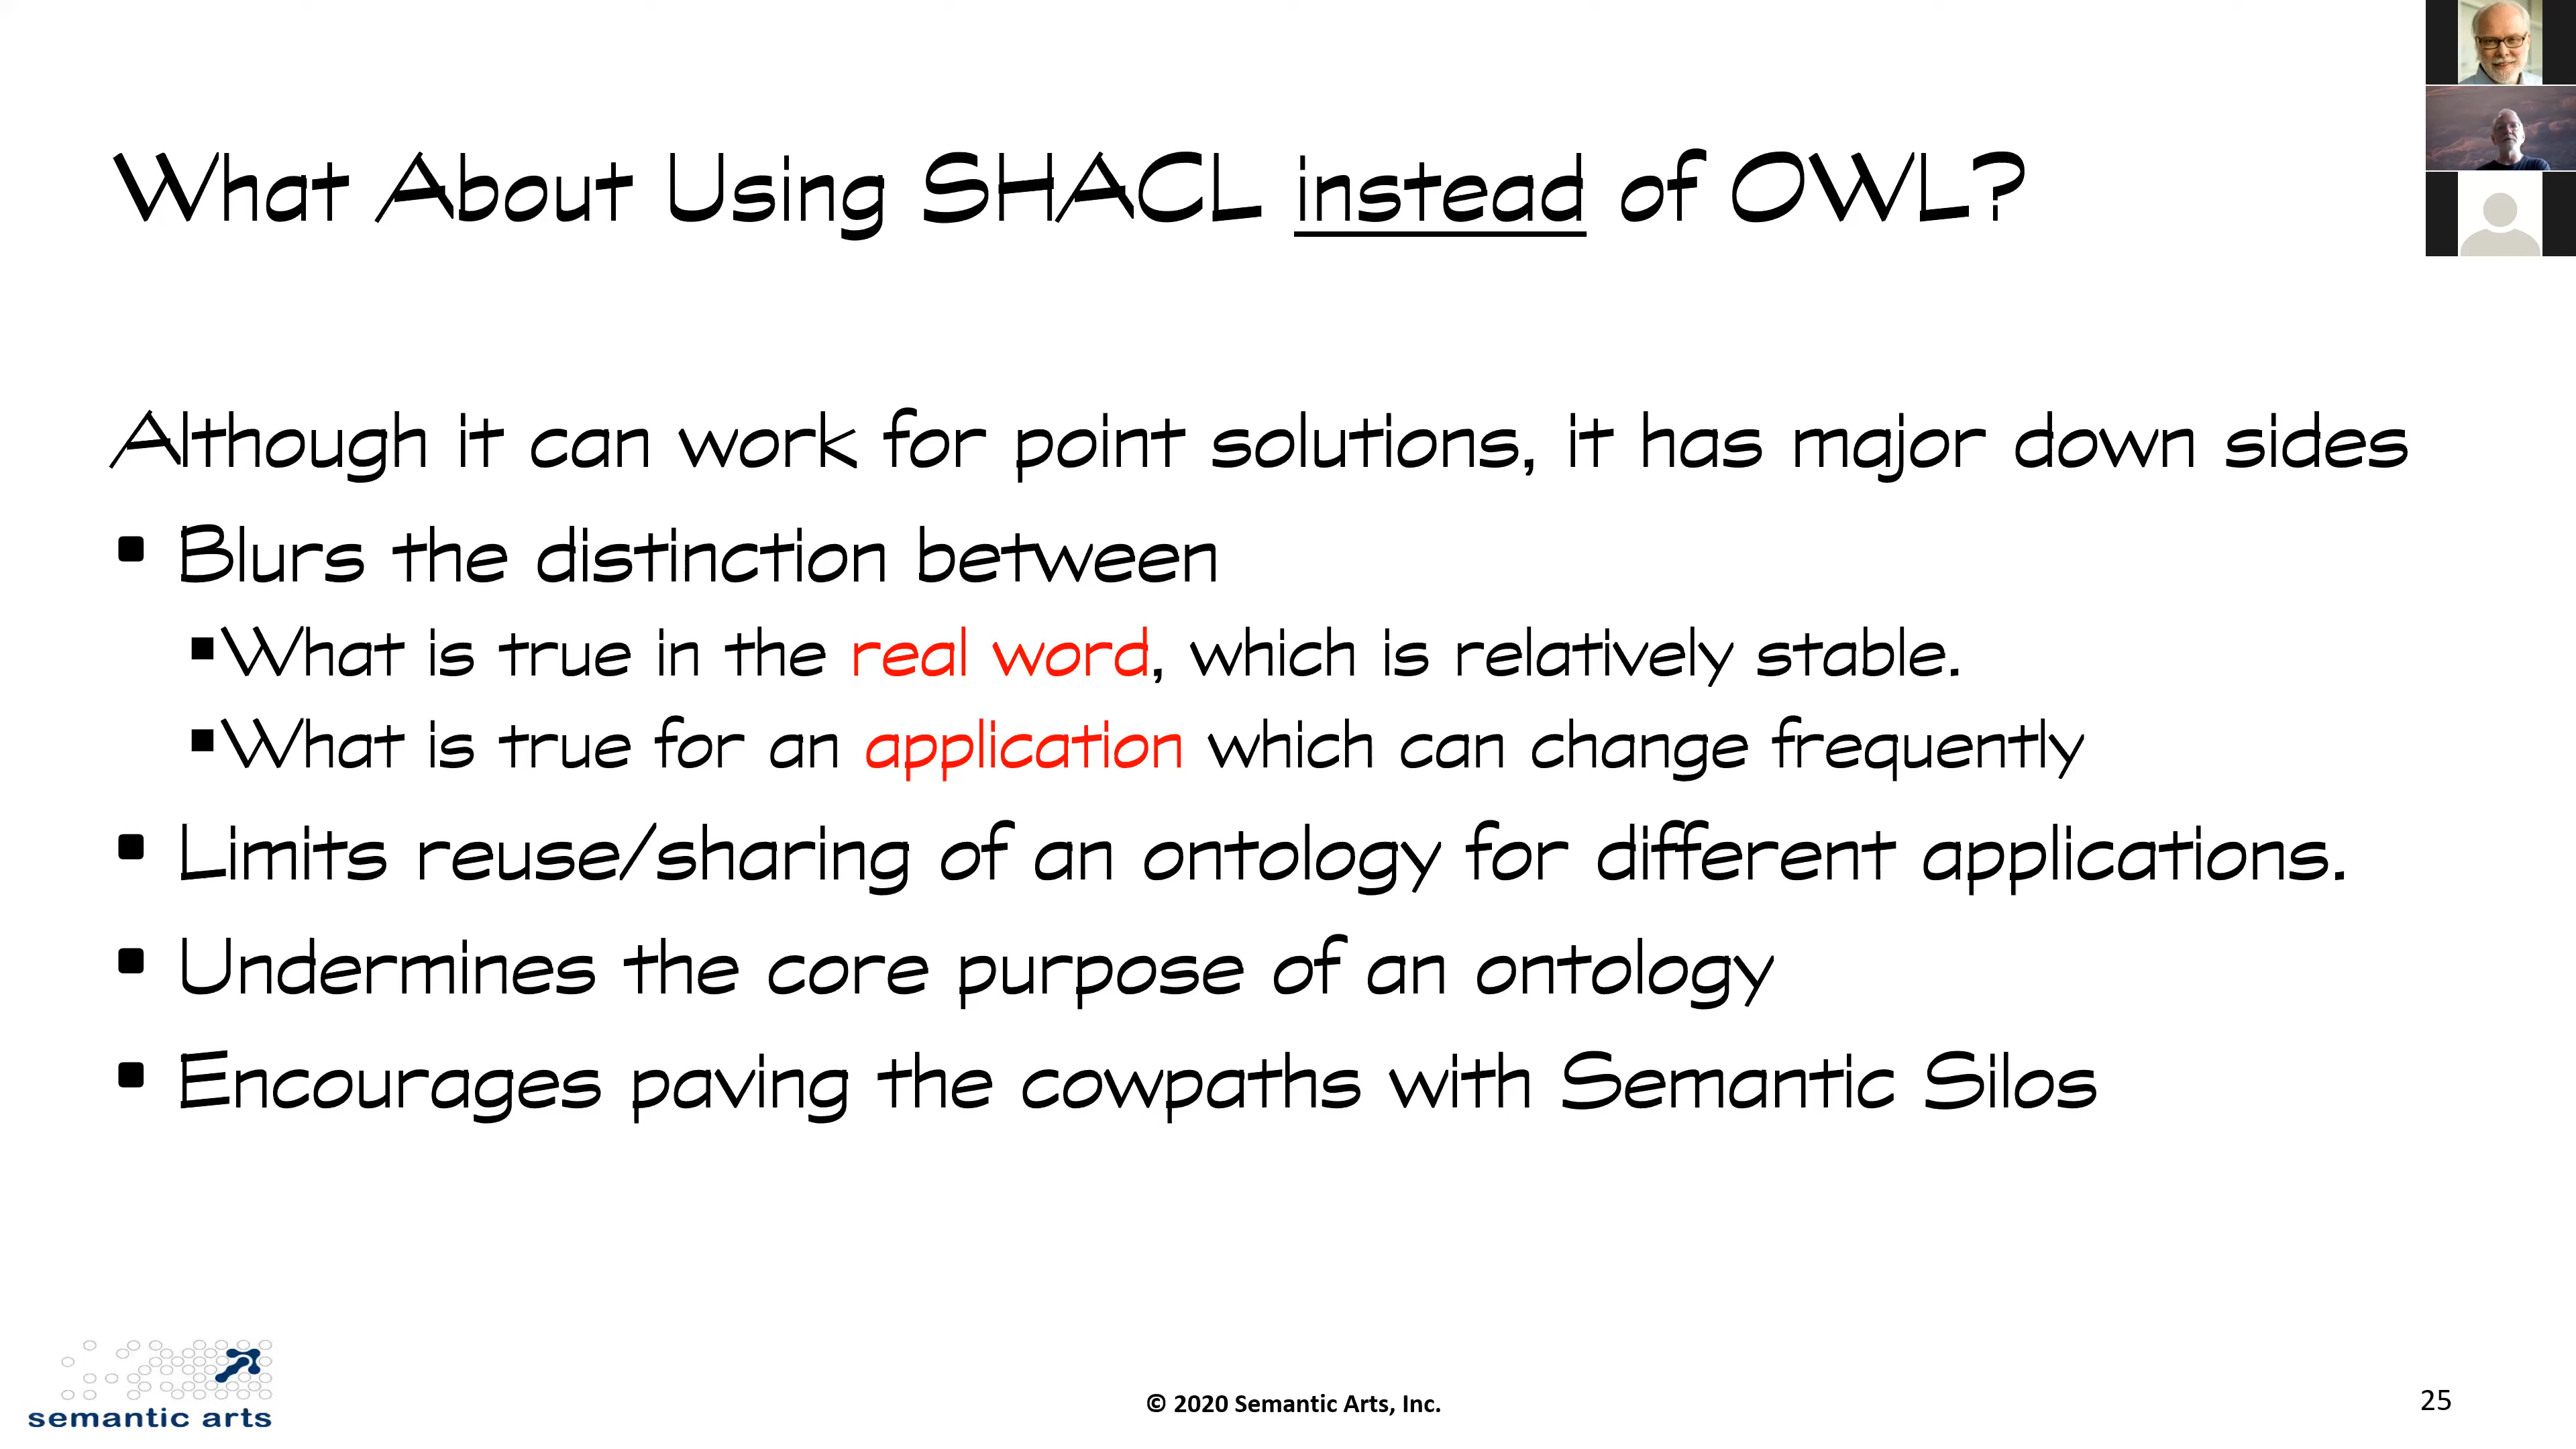 What About Using SHACL instead of OWL?
Although it can work for point solutions, it has major down sides
▪ Blurs the distinction between
▪What is true in the real word, which is relatively stable.
▪What is true for an application which can change frequently
▪ Limits reuse/sharing of an ontology for different applications.
▪ Undermines the core purpose of an ontology
▪ Encourages paving the cowpaths with Semantic Silos
semantic arts
© 2020 Semantic Arts, Inc.
25